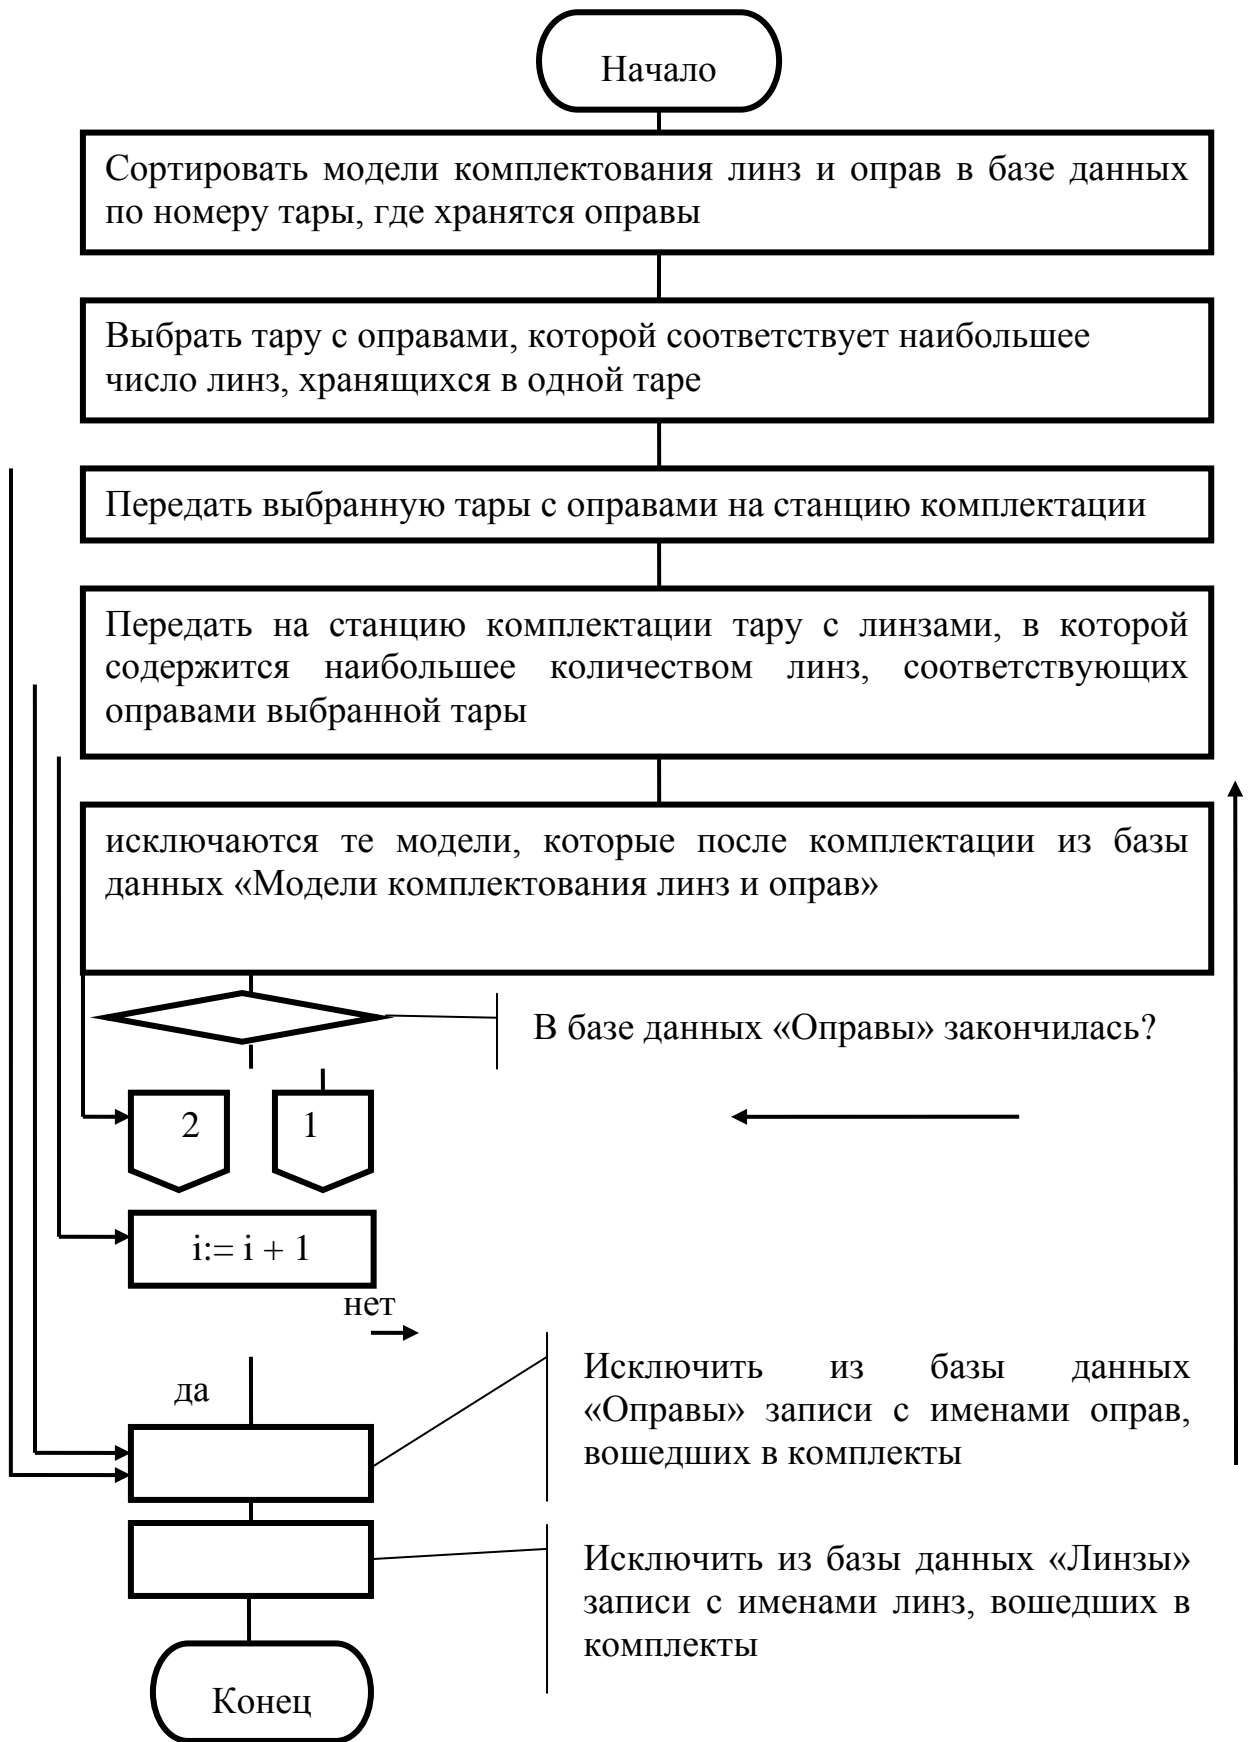 Начало
Сортировать модели комплектования линз и оправ в базе данных
по номеру тары, где хранятся оправы
Выбрать тару с оправами, которой соответствует наибольшее
число линз, хранящихся в одной таре
Передать выбранную тары с оправами на станцию комплектации
Передать на станцию комплектации тару с линзами, в которой
содержится наибольшее количеством линз, соответствующих
оправами выбранной тары
исключаются те модели, которые после комплектации из базы
данных «Модели комплектования линз и оправ»
В базе данных «Оправы» закончилась?
2
1
i:= i + 1
нет
да
Исключить из базы данных
«Оправы» записи с именами оправ,
вошедших в комплекты
Исключить из базы данных «Линзы»
записи с именами линз, вошедших в
комплекты
Конец